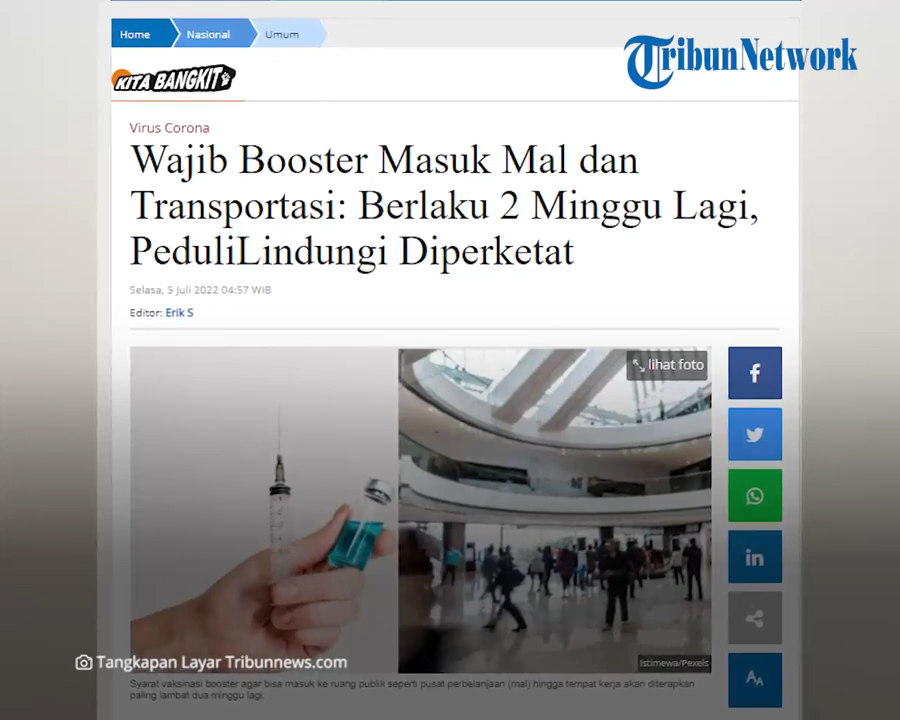 Home
Nasional
Umum
TribunNetwork
KITA BANGKIT
Virus Corona
Wajib Booster Masuk Mal dan
Transportasi: Berlaku 2 Minggu Lagi,
PeduliLindungi Diperketat
Selasa, 5 Juli 2022 04:57 WIB
Editor: Erik S
lihat foto
Tangkapan Layar Tribunnews.com
Istimewa/Pexels
Syarat vaksinasi booster agar bisa masuk ke ruang publik seperti pusat perbelanjaan (mal) hingga tempat kerja akan diterapkan
paling lambat dua minggu lagi